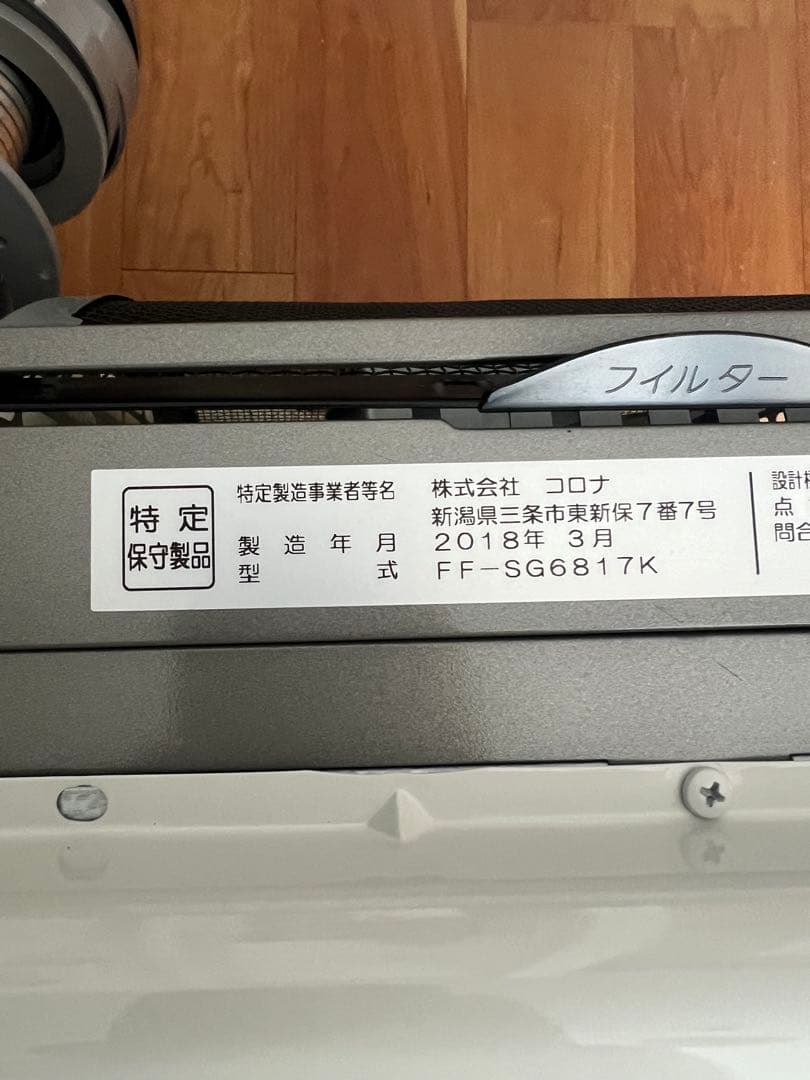 フィルター
特定
保守製品
特定製造事業者等名 株式会社 コロナ
新潟県三条市東新保7番7号
製造年月 2018年 3月
型式 FF-SG6817K
設計
点
問合